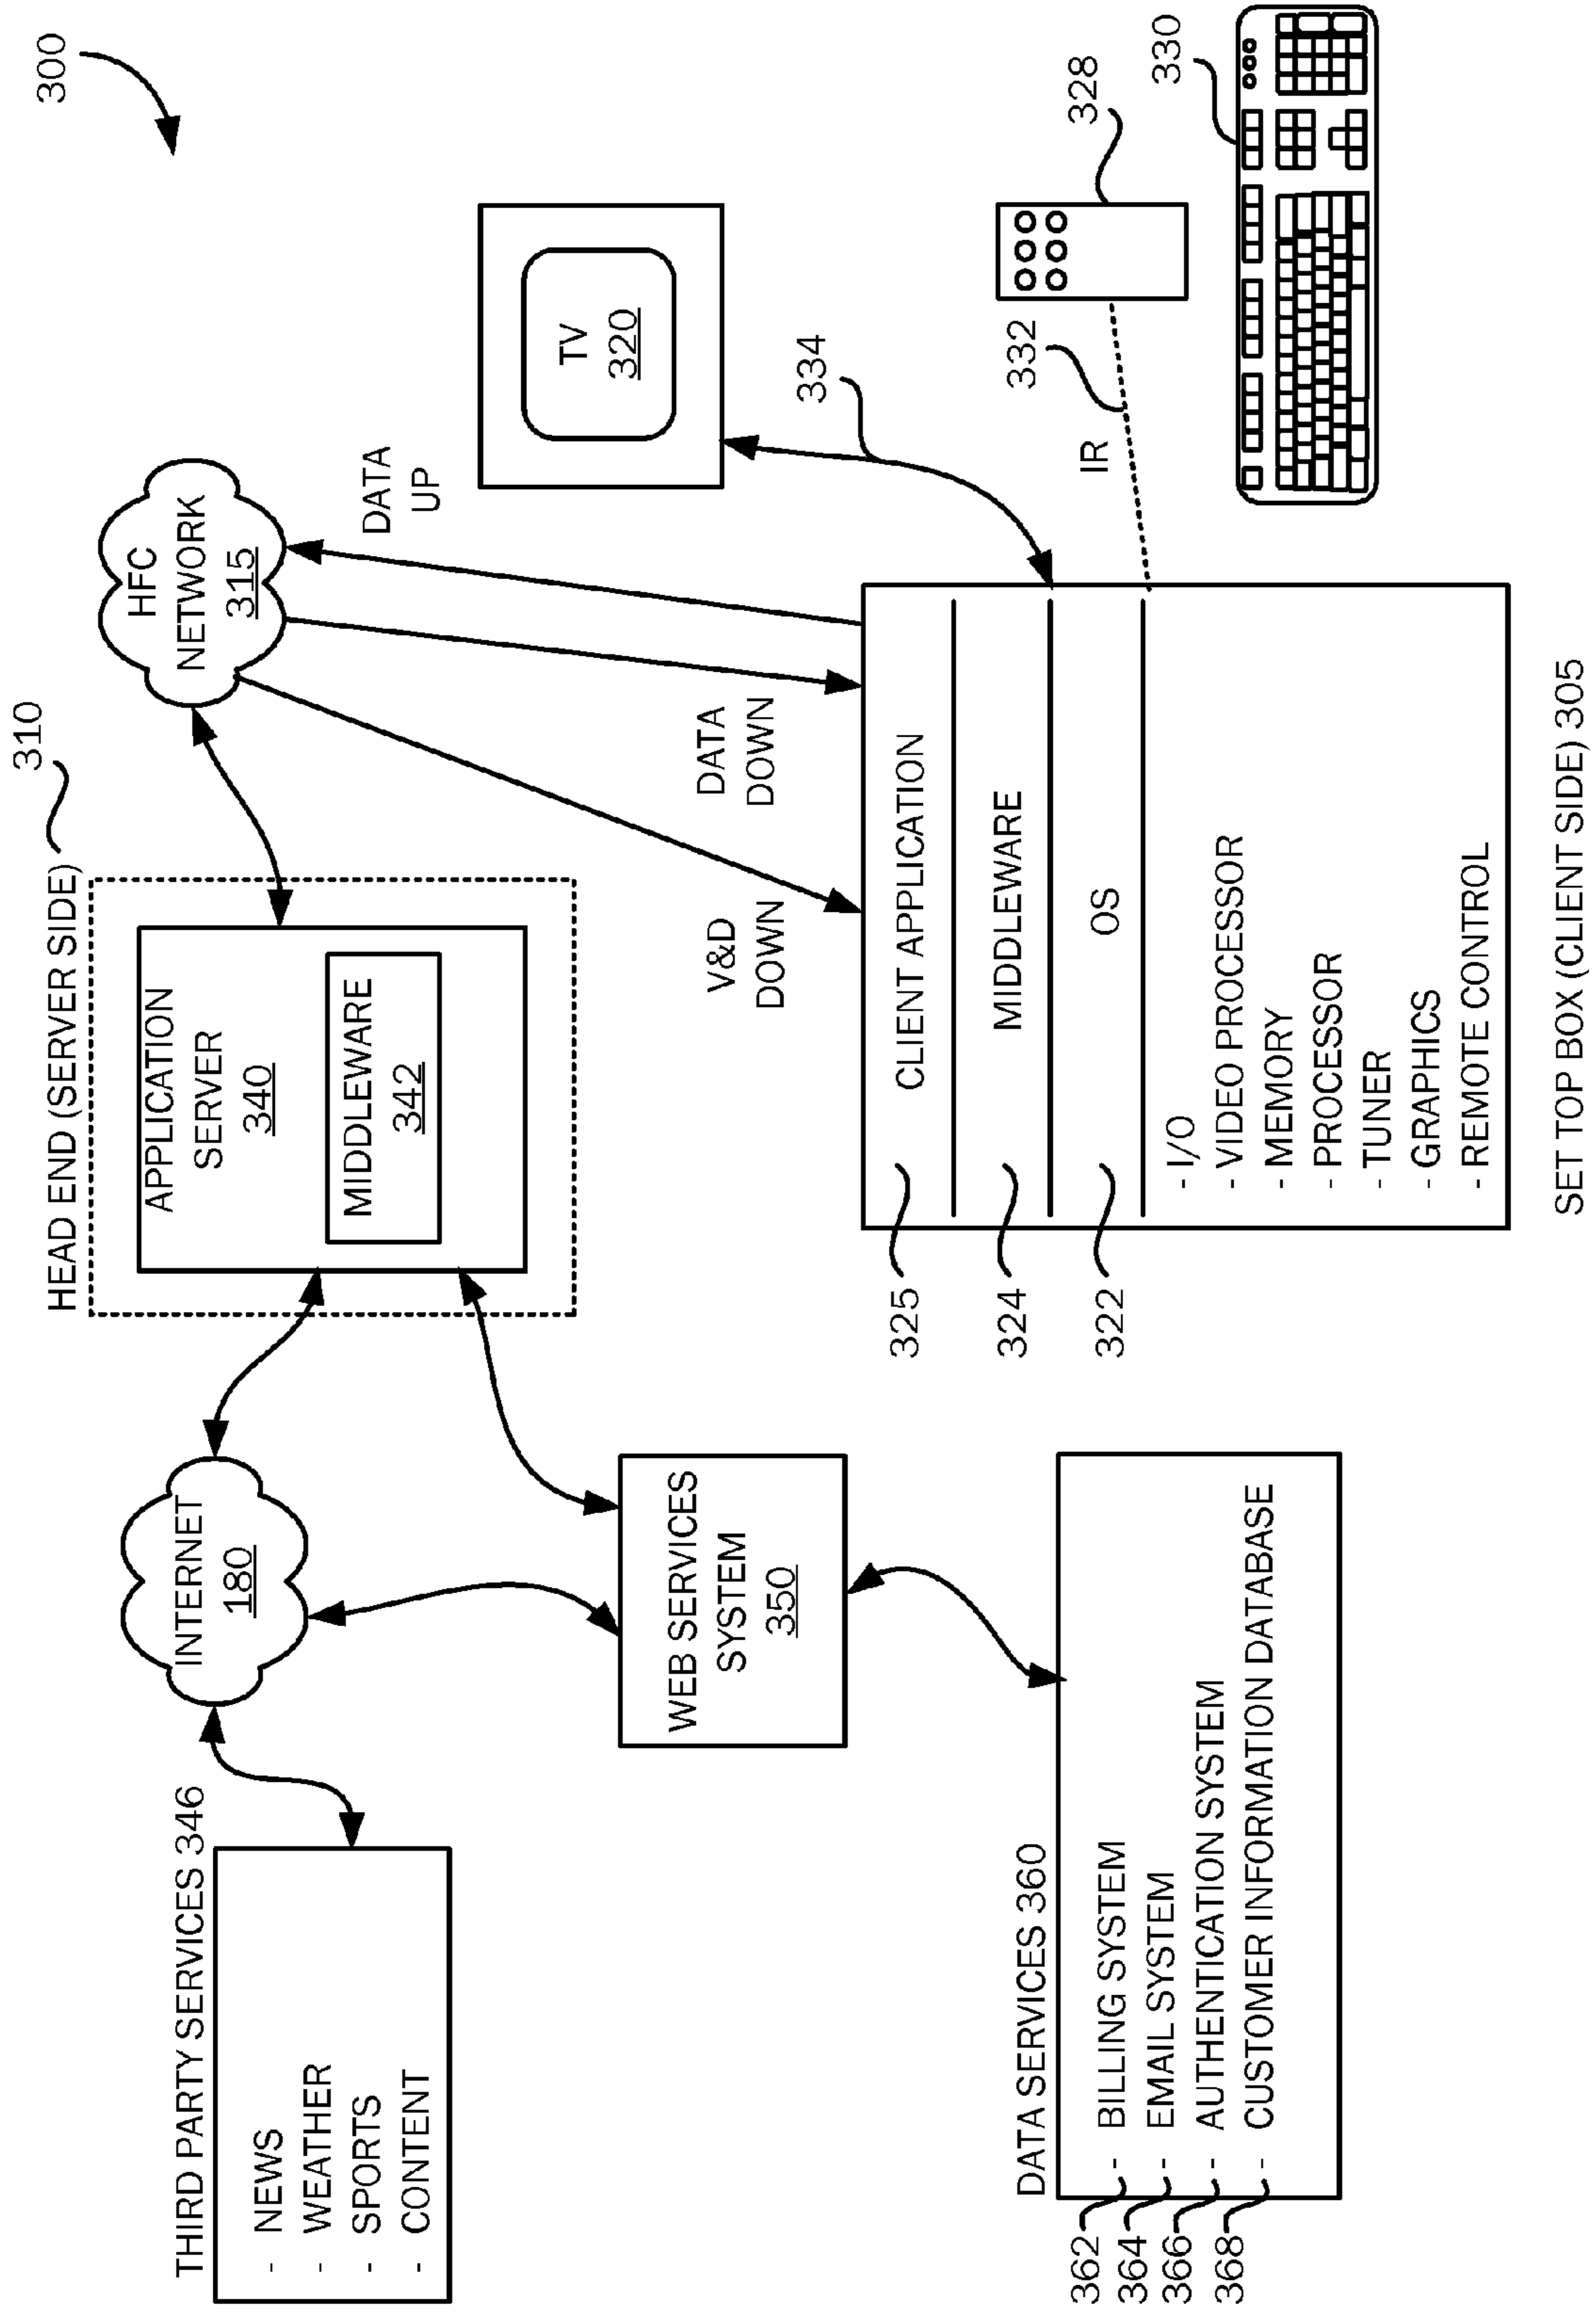 300
HEAD END (SERVER SIDE)
310
THIRD PARTY SERVICES 346
- NEWS
- WEATHER
- SPORTS
- CONTENT
INTERNET
180
APPLICATION
SERVER
340
MIDDLEWARE
342
HFC
NETWORK
315
DATA
UP
DATA
DOWN
V&D
DOWN
TV
320
334
WEB SERVICES
SYSTEM
350
325
CLIENT APPLICATION
324
MIDDLEWARE
322
OS
- I/O
- VIDEO PROCESSOR
- MEMORY
- PROCESSOR
- TUNER
- GRAPHICS
- REMOTE CONTROL
SET TOP BOX (CLIENT SIDE) 305
IR
332
328
330
DATA SERVICES 360
362 - BILLING SYSTEM
364 - EMAIL SYSTEM
366 - AUTHENTICATION SYSTEM
368 - CUSTOMER INFORMATION DATABASE